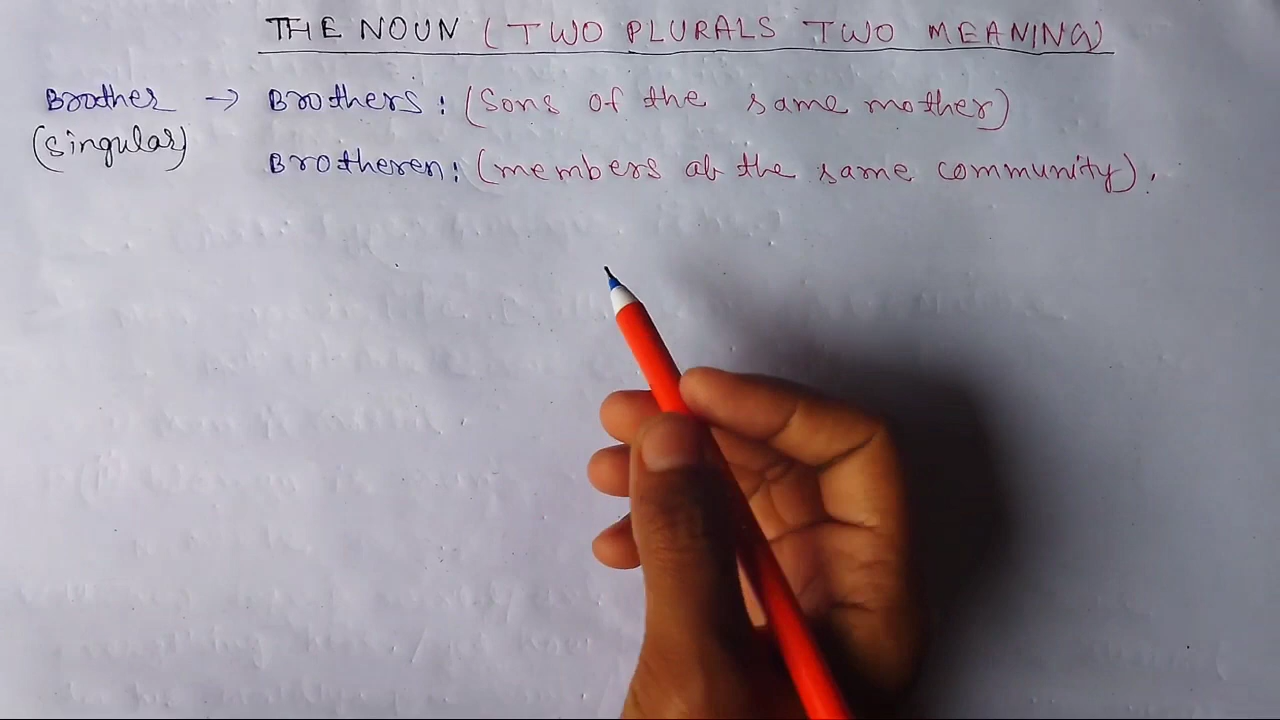 THE NOUN (TWO PLURALS TWO MEANING)
Brother → Brothers : (Sons of the same mother)
(singular)
Brotheren : (members of the same community).